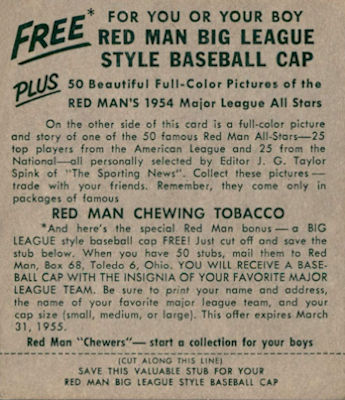 FREE* FOR YOU OR YOUR BOY
RED MAN BIG LEAGUE
STYLE BASEBALL CAP
PLUS 50 Beautiful Full-Color Pictures of the
RED MAN'S 1954 Major League All Stars
On the other side of this card is a full-color picture
and story of one of the 50 famous Red Man All-Stars—25
top players from the American League and 25 from the
National—all personally selected by Editor J. G. Taylor
Spink of "The Sporting News". Collect these pictures—
trade with your friends. Remember, they come only in
packages of famous
RED MAN CHEWING TOBACCO
*And here's the special Red Man bonus—a BIG
LEAGUE style baseball cap FREE! Just cut off and save the
stub below. When you have 50 stubs, mail them to Red
Man, Box 68, Toledo 6, Ohio. YOU WILL RECEIVE A BASE-
BALL CAP WITH THE INSIGNIA OF YOUR FAVORITE MAJOR
LEAGUE TEAM. Be sure to print your name and address,
the name of your favorite major league team, and your
cap size (small, medium, or large). This offer expires March
31, 1955.
Red Man "Chewers"—start a collection for your boys
(CUT ALONG THIS LINE)
SAVE THIS VALUABLE STUB FOR YOUR
RED MAN BIG LEAGUE STYLE BASEBALL CAP